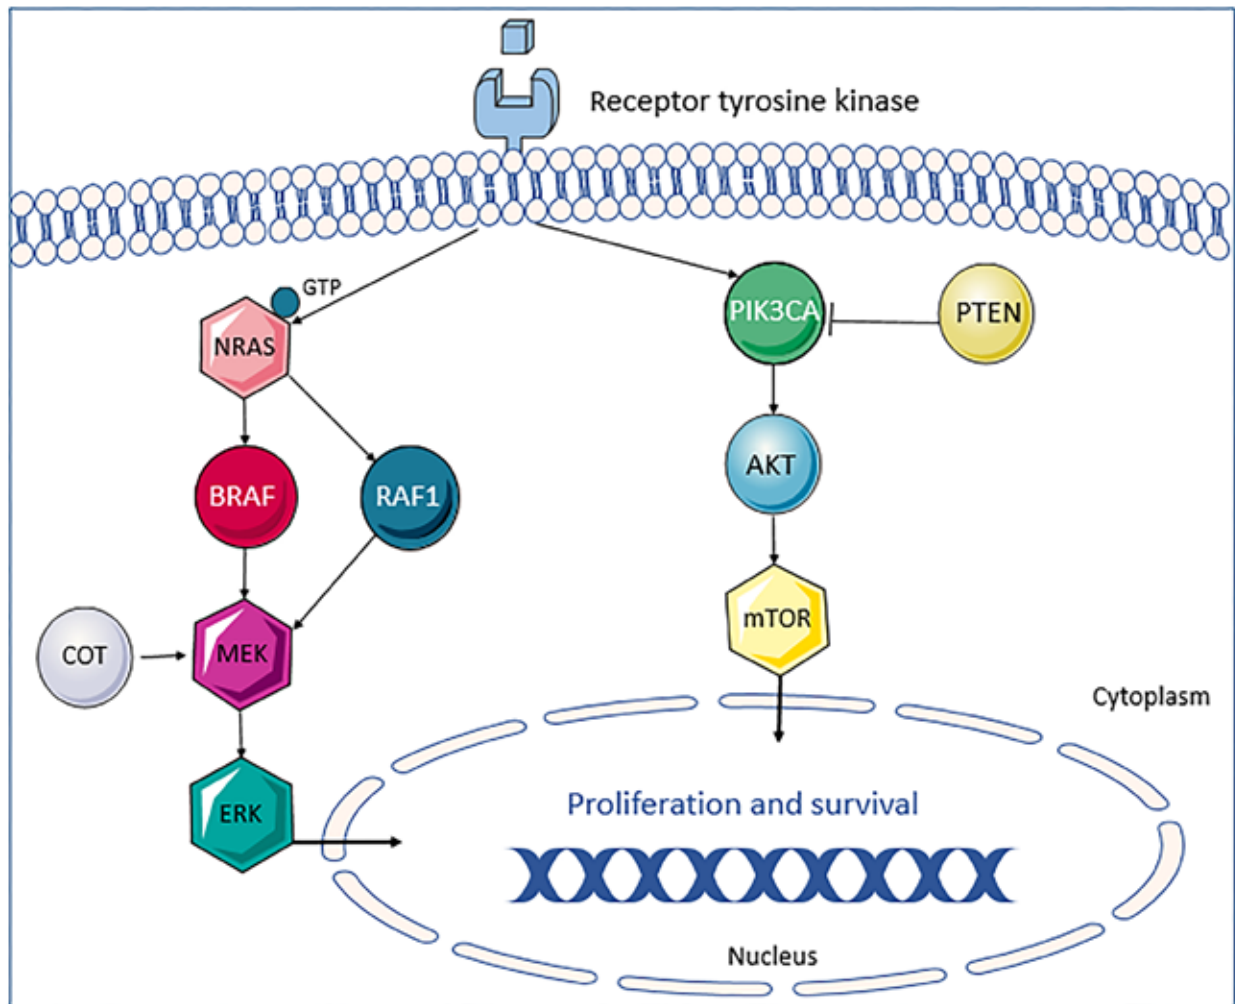 Receptor tyrosine kinase
GTP
NRAS
PIK3CA
PTEN
BRAF
RAF1
AKT
COT
MEK
mTOR
Cytoplasm
ERK
Proliferation and survival
Nucleus